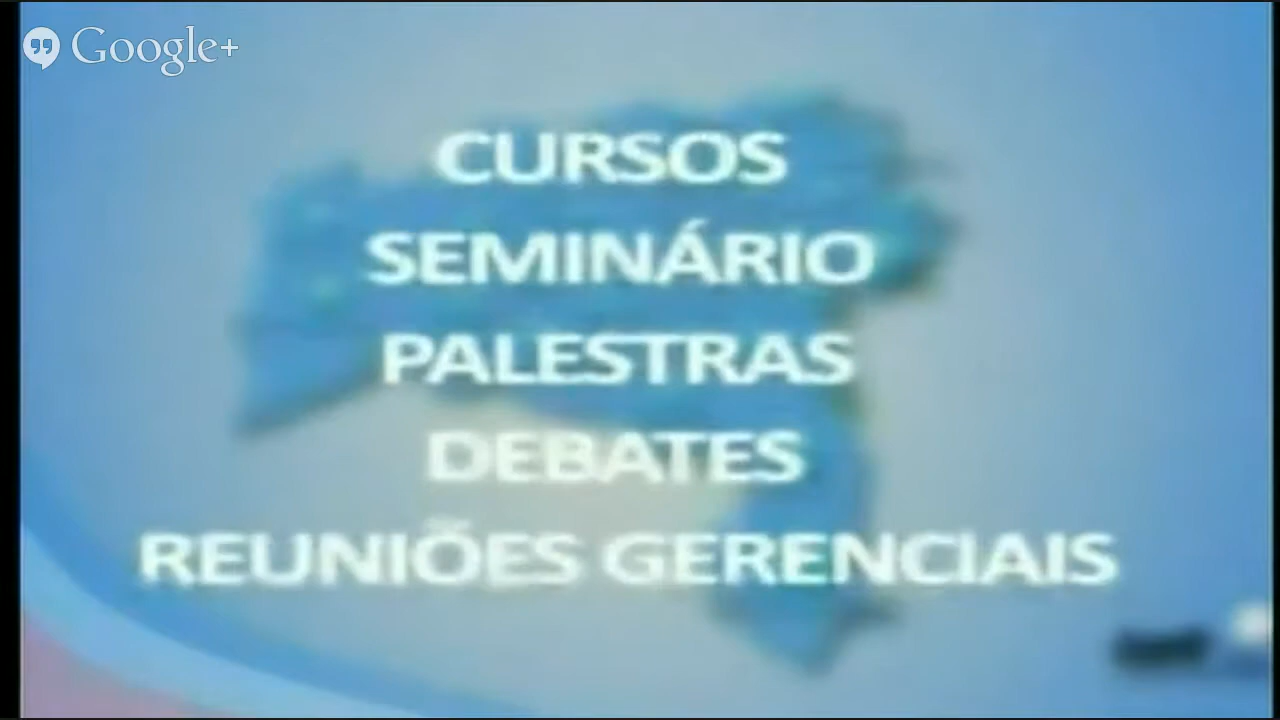 Google+
CURSOS
SEMINÁRIO
PALESTRAS
DEBATES
REUNIÕES GERENCIAIS